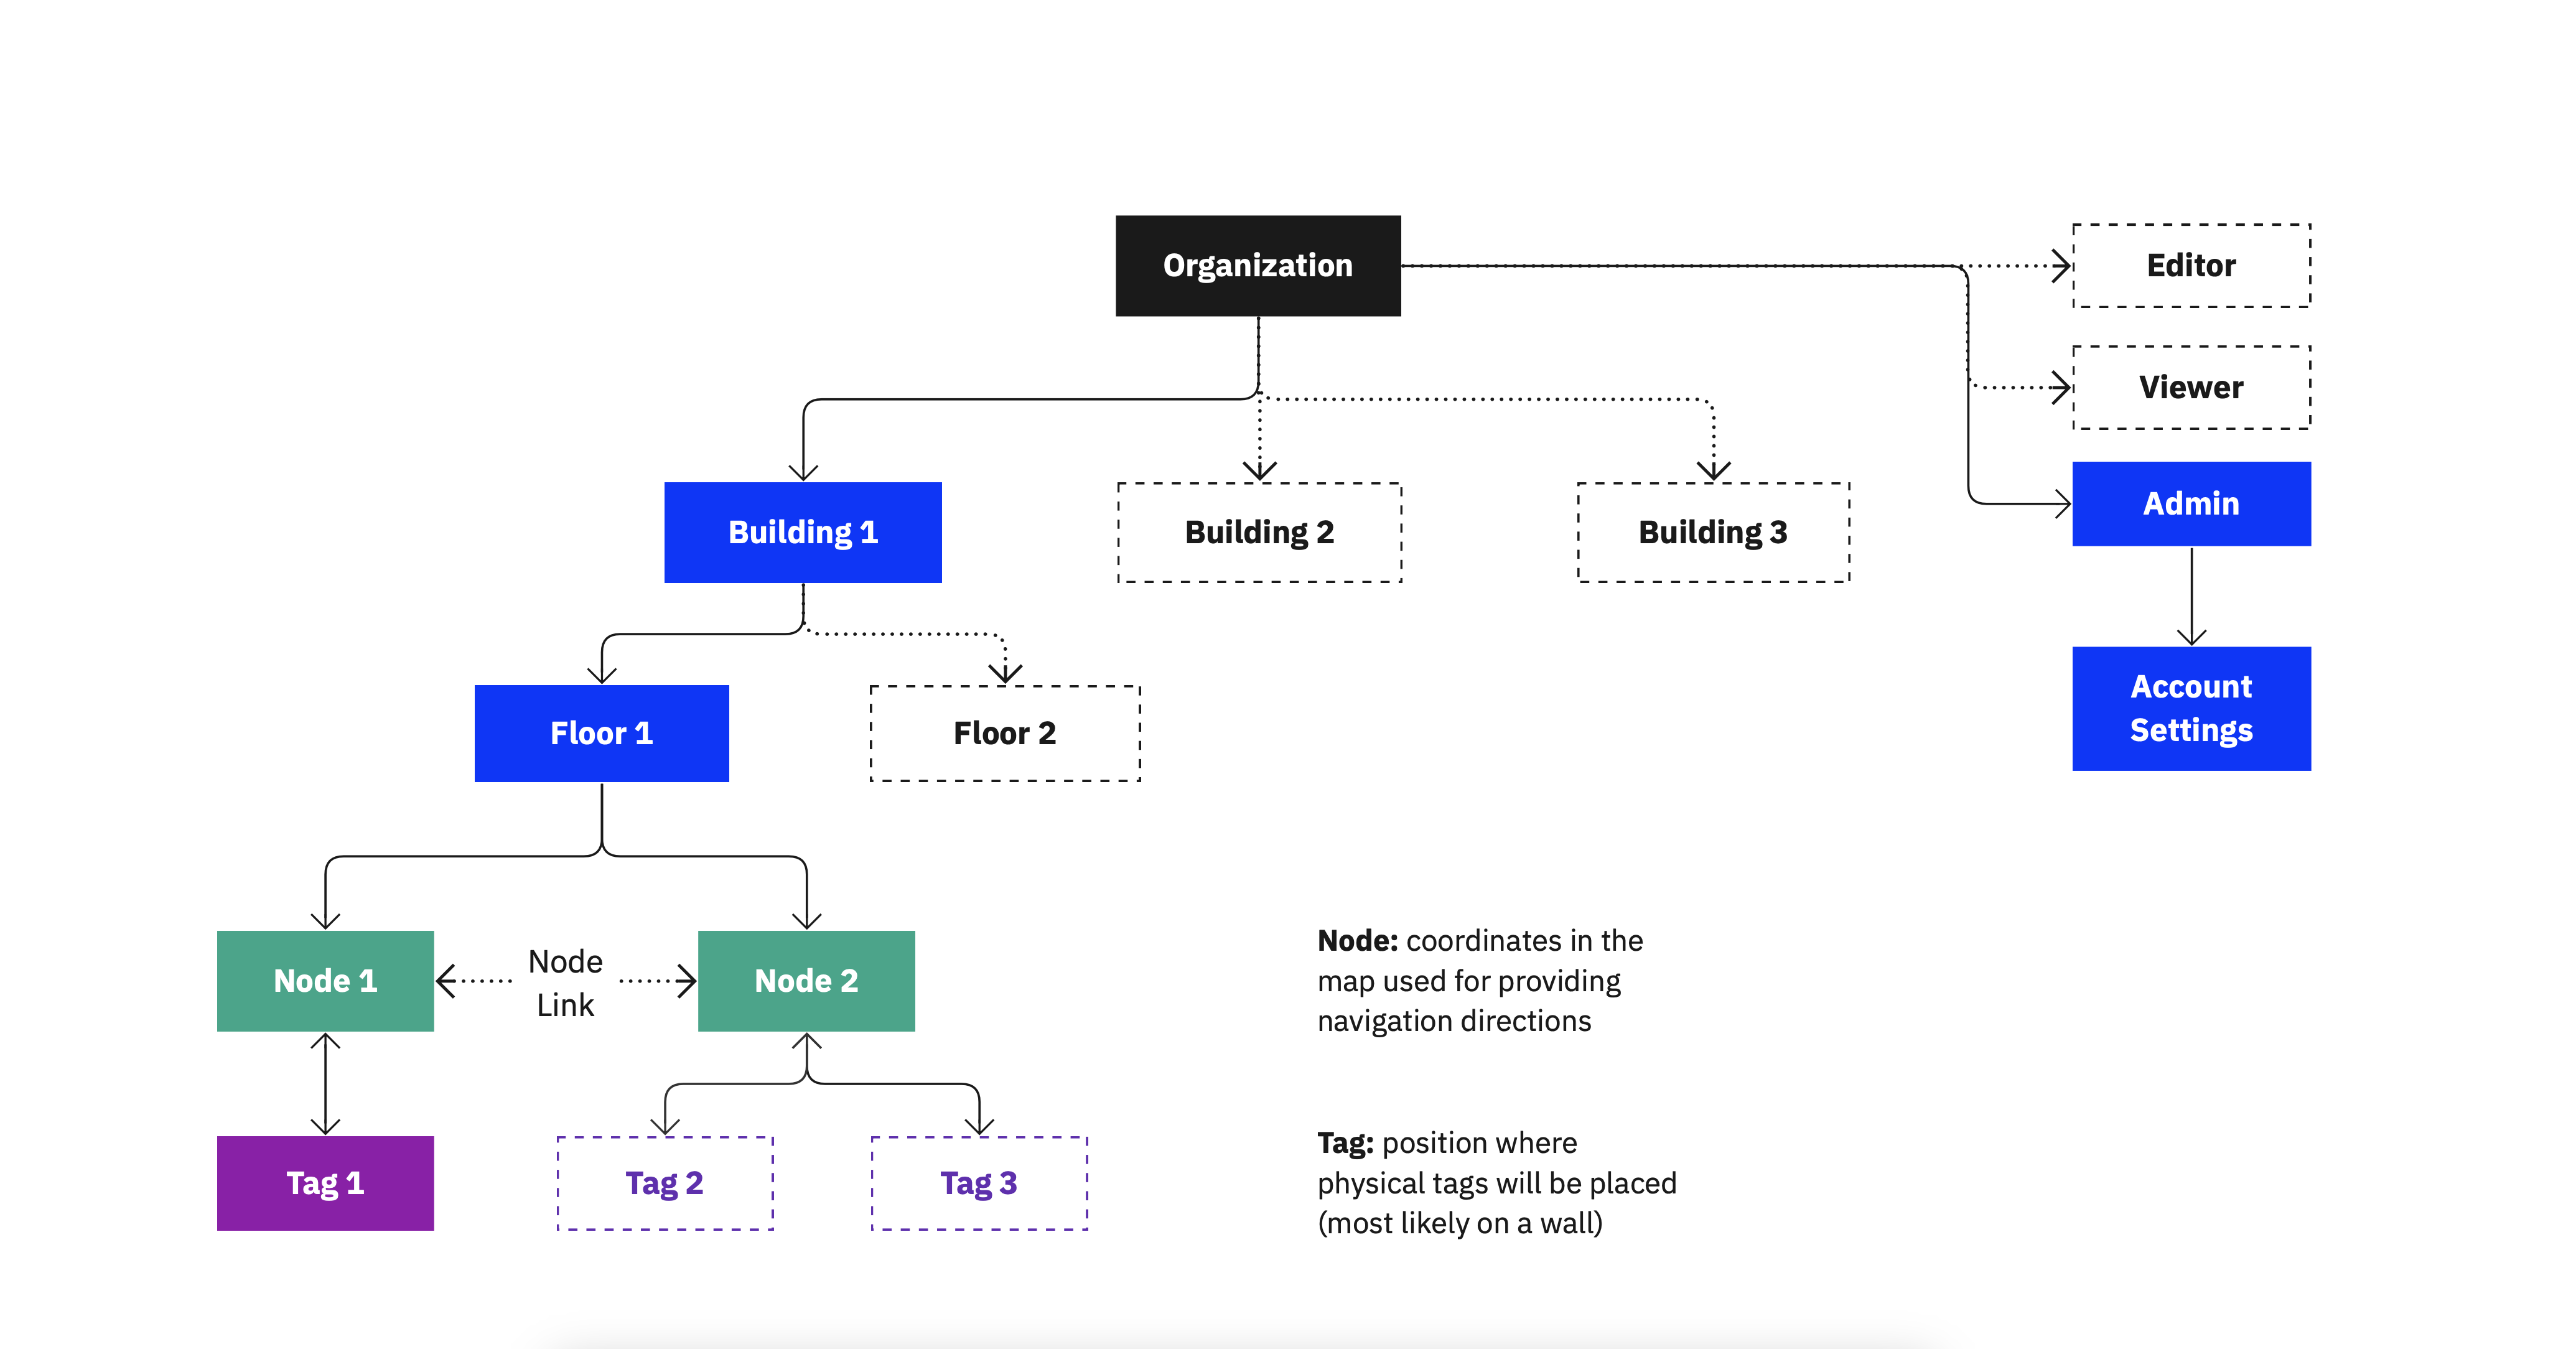 Organization
Editor
Viewer
Admin
Building 1
Building 2
Building 3
Account
Settings
Floor 1
Floor 2
Node 1
Node
Link
Node 2
Node: coordinates in the
map used for providing
navigation directions
Tag 1
Tag 2
Tag 3
Tag: position where
physical tags will be placed
(most likely on a wall)